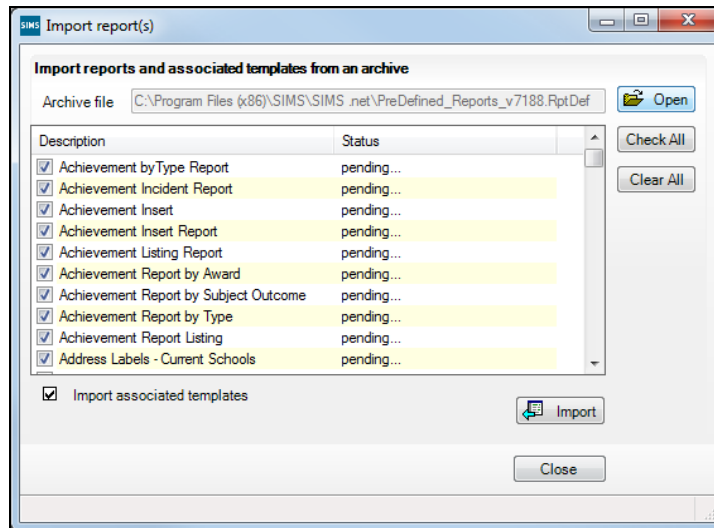 SIMS Import report(s)
Import reports and associated templates from an archive
Archive file C:\Program Files (x86)\SIMS\SIMS .net\PreDefined_Reports_v7188.RptDef Open
Description Status Check All
Achievement by Type Report pending...
Achievement Incident Report pending... Clear All
Achievement Insert pending...
Achievement Insert Report pending...
Achievement Listing Report pending...
Achievement Report by Award pending...
Achievement Report by Subject Outcome pending...
Achievement Report by Type pending...
Achievement Report Listing pending...
Address Labels - Current Schools pending...
Import associated templates
Import
Close